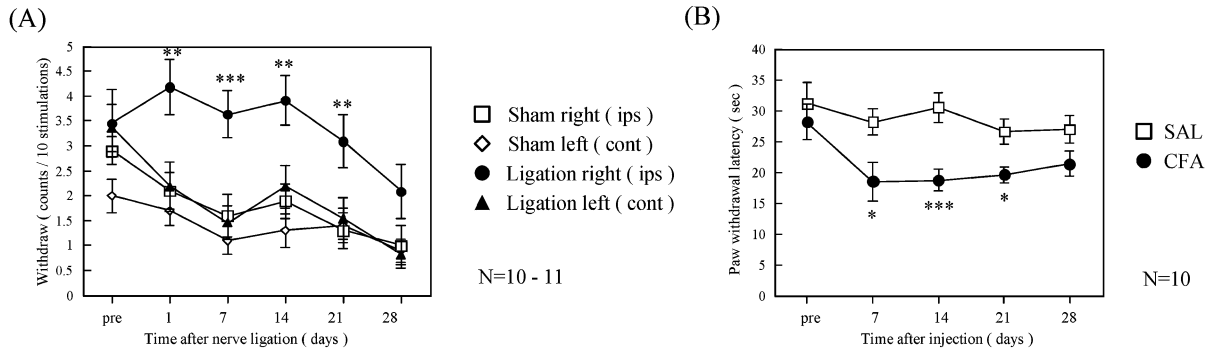 (A)
Withdraw ( counts / 10 stimulations)
5
4.5
4
3.5
3
2.5
2
1.5
1
0.5
0
**
***
**
**
pre
1
7
14
21
28
Time after nerve ligation ( days )
Sham right ( ips )
Sham left ( cont )
Ligation right ( ips )
Ligation left ( cont )
N=10 - 11
(B)
Paw withdrawal latency ( sec )
40
35
30
25
20
15
10
5
0
*
***
*
pre
7
14
21
28
Time after injection ( days )
SAL
CFA
N=10